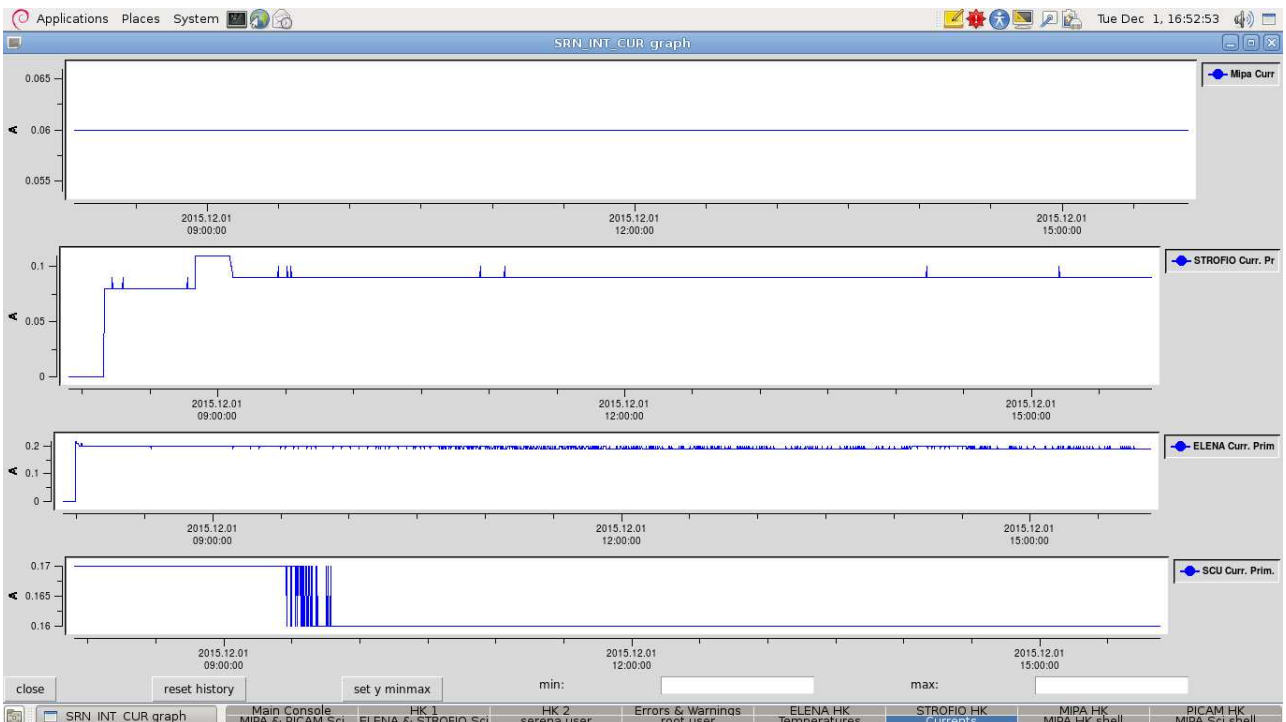 Applications Places System Tue Dec 1, 16:52:53
SRN_INT_CUR graph
Mipa Curr
0.065
A 0.06
0.055
2015.12.01 2015.12.01 2015.12.01
09:00:00 12:00:00 15:00:00
STROFIO Curr. Pr
0.1
A 0.05
0
2015.12.01 2015.12.01 2015.12.01
09:00:00 12:00:00 15:00:00
ELENA Curr. Prim
0.2
A 0.1
0
2015.12.01 2015.12.01 2015.12.01
09:00:00 12:00:00 15:00:00
SCU Curr. Prim.
0.17
A 0.165
0.16
2015.12.01 2015.12.01 2015.12.01
09:00:00 12:00:00 15:00:00
close reset history set y minmax min: max:
SRN_INT_CUR graph
Main Console HK 1 HK 2 Errors & Warnings ELENA HK STROFIO HK MIPA HK PICAM HK
MIPA & PICAM Sci ELENA & STROFIO Sci serena user root user Temperatures Currents MIPA HK shell MIPA Sci shell